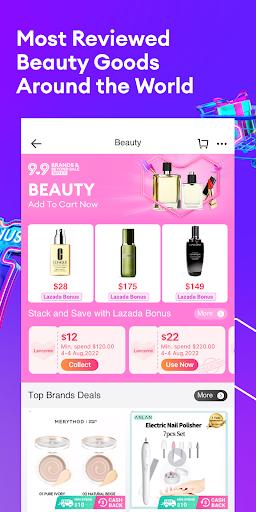 Most Reviewed
Beauty Goods
Around the World
Beauty
9.9 BRANDS &
BEAUTY
Add To Cart Now
CLINIQUE
$28
Lazada Bonus
$175
Lazada Bonus
$149
Lazada Bonus
Stack and Save with Lazada Bonus
More
Lancome
$12
Min. spend $120.00
4-4 Aug,2022
Collect
Lancome
$22
Min. spend $220.00
4-4 Aug,2022
Use Now
Top Brands Deals
More
MERYTHOD
01 PURE IVORY
02 NATURAL BEIGE
$10
CASH
BACK
ANLAN
Electric Nail Polisher
7pcs Set
$10
CASH
BACK